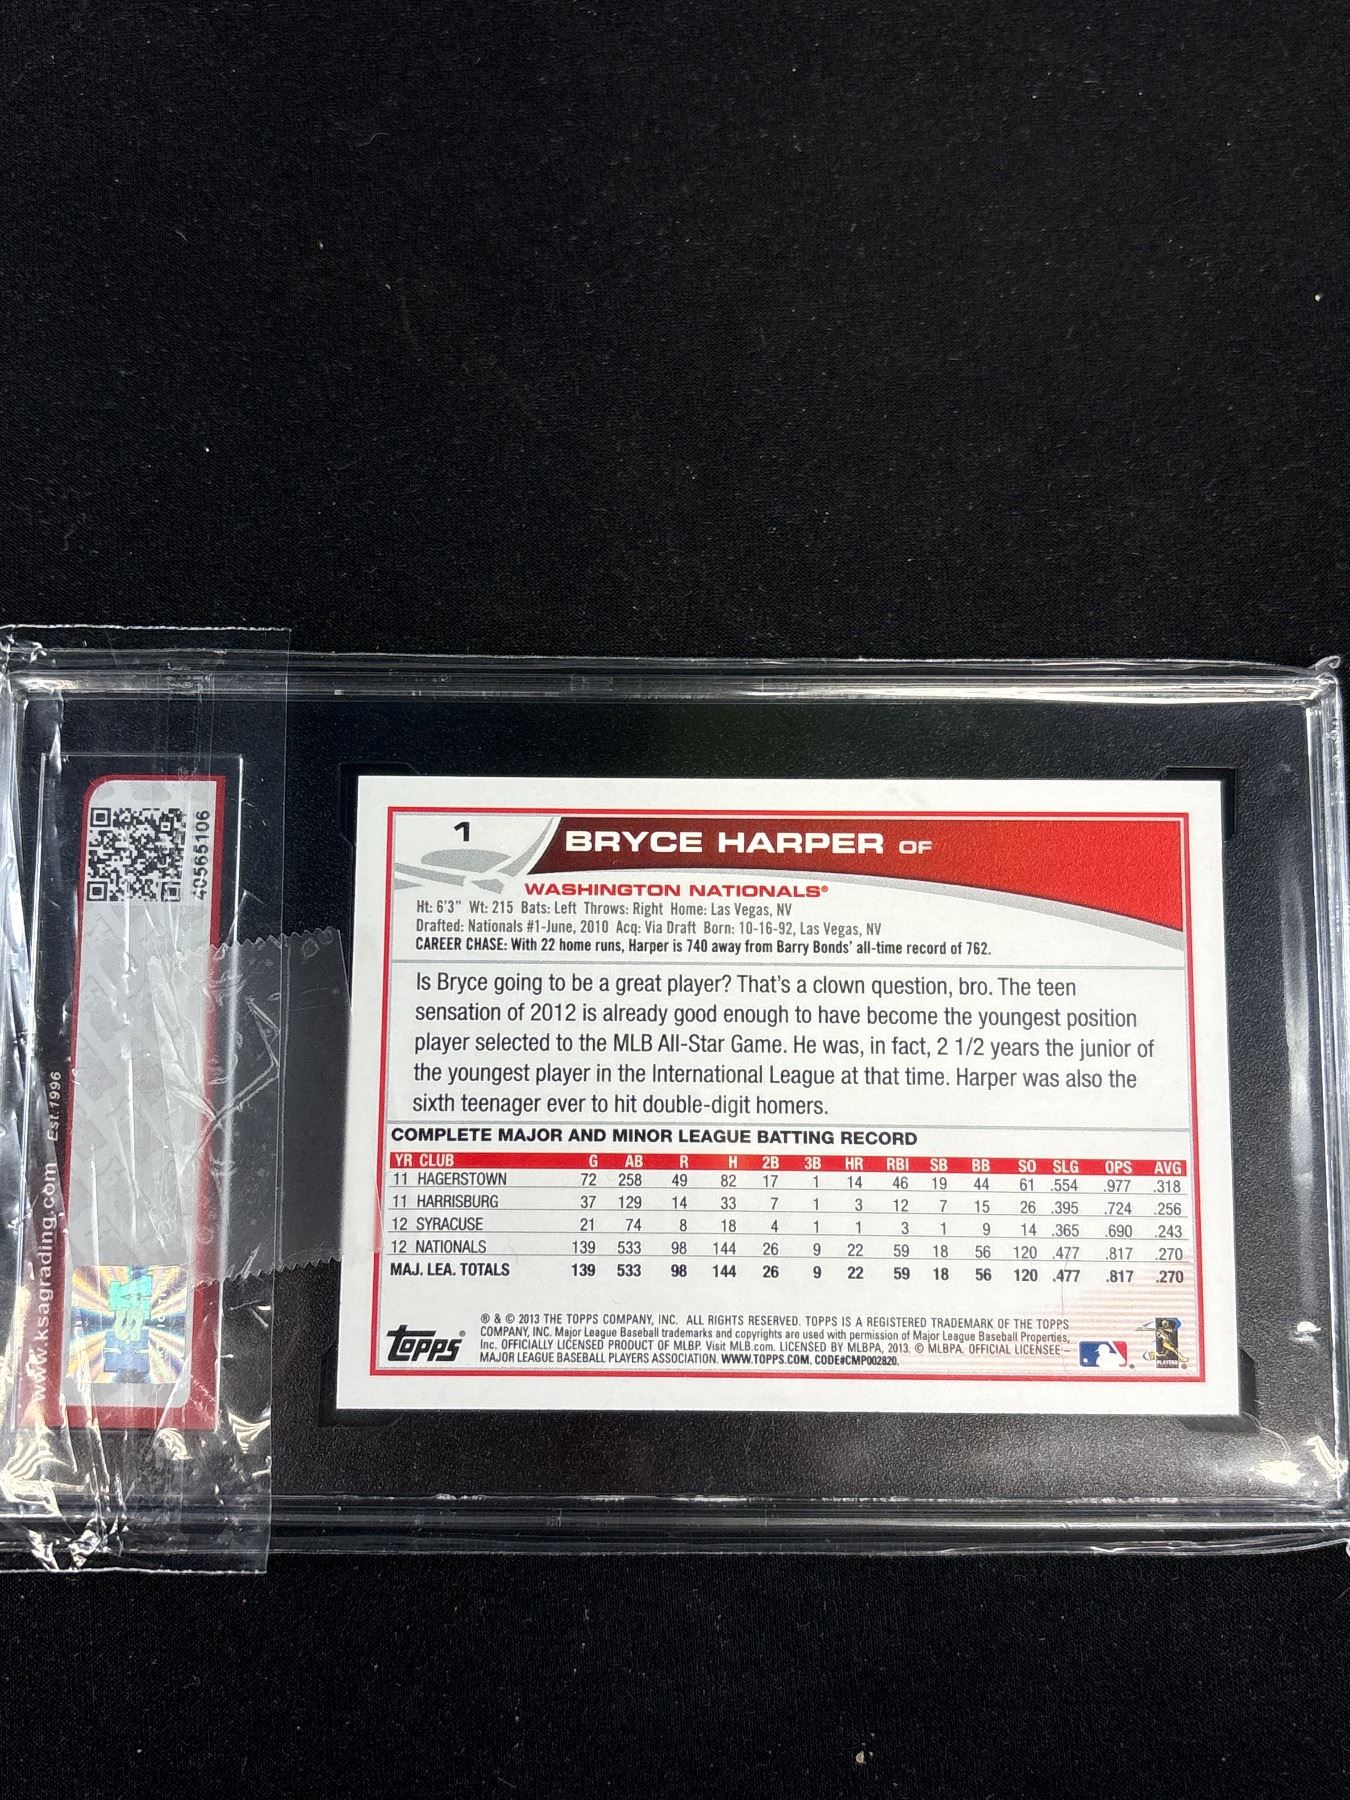 1
BRYCE HARPER OF
WASHINGTON NATIONALS®
Ht: 6'3" Wt: 215 Bats: Left Throws: Right Home: Las Vegas, NV
Drafted: Nationals #1-June, 2010 Acq: Via Draft Born: 10-16-92, Las Vegas, NV
CAREER CHASE: With 22 home runs, Harper is 740 away from Barry Bonds' all-time record of 762.
Is Bryce going to be a great player? That's a clown question, bro. The teen
sensation of 2012 is already good enough to have become the youngest position
player selected to the MLB All-Star Game. He was, in fact, 2 1/2 years the junior of
the youngest player in the International League at that time. Harper was also the
sixth teenager ever to hit double-digit homers.
COMPLETE MAJOR AND MINOR LEAGUE BATTING RECORD
YR CLUB G AB R H 2B 3B HR RBI SB BB SO SLG OPS AVG
11 HAGERSTOWN 72 258 49 82 17 1 14 46 19 44 61 .554 .977 .318
11 HARRISBURG 37 129 14 33 7 1 3 12 7 15 26 .395 .724 .256
12 SYRACUSE 21 74 8 18 4 1 1 3 1 9 14 .365 .690 .243
12 NATIONALS 139 533 98 144 26 9 22 59 18 56 120 .477 .817 .270
MAJ. LEA. TOTALS 139 533 98 144 26 9 22 59 18 56 120 .477 .817 .270
topps®
® & © 2013 THE TOPPS COMPANY, INC. ALL RIGHTS RESERVED. TOPPS IS A REGISTERED TRADEMARK OF THE TOPPS
COMPANY, INC. Major League Baseball trademarks and copyrights are used with permission of Major League Baseball Properties,
Inc. OFFICIALLY LICENSED PRODUCT OF MLBP. Visit MLB.com. LICENSED BY MLBPA, 2013. © MLBPA. OFFICIAL LICENSEE –
MAJOR LEAGUE BASEBALL PLAYERS ASSOCIATION. WWW.TOPPS.COM. CODE#CMP002820.
PLAYERS
40565106
www.ksagrading.com Est.1996
KSA